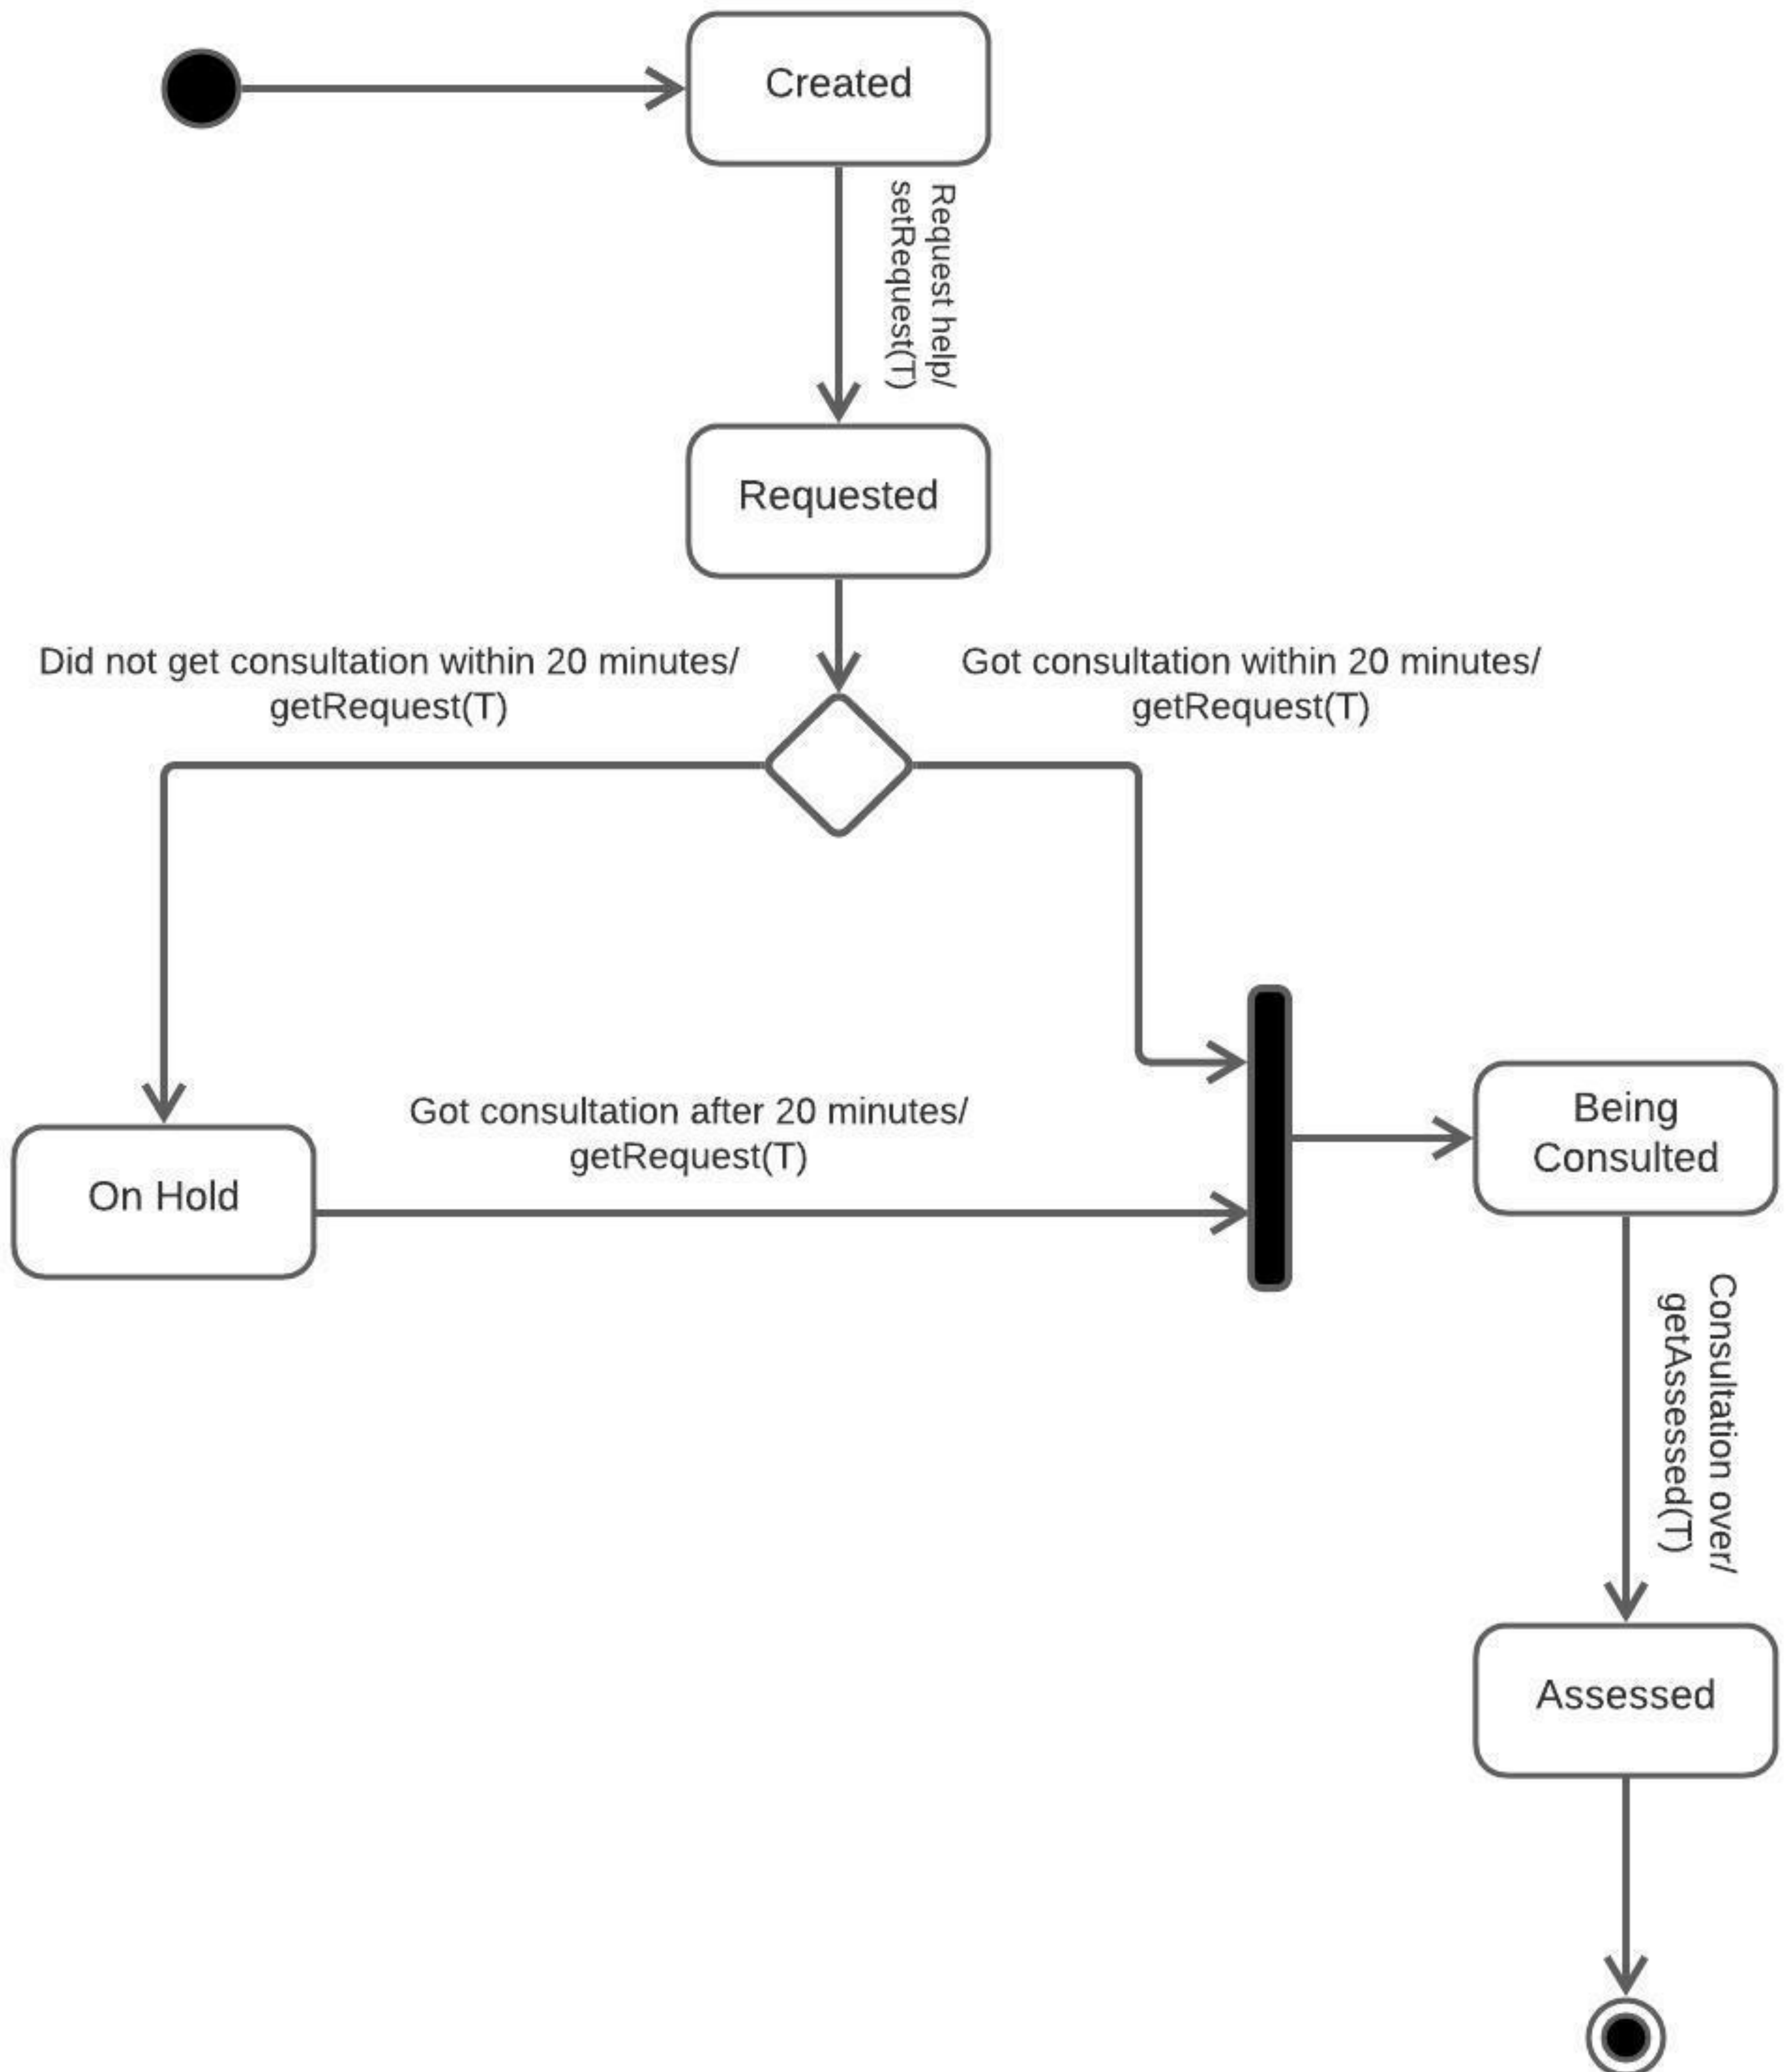 Created
Request help/
setRequest(T)
Requested
Did not get consultation within 20 minutes/
getRequest(T)
Got consultation within 20 minutes/
getRequest(T)
Got consultation after 20 minutes/
getRequest(T)
On Hold
Being
Consulted
Consultation over/
getAssessed(T)
Assessed